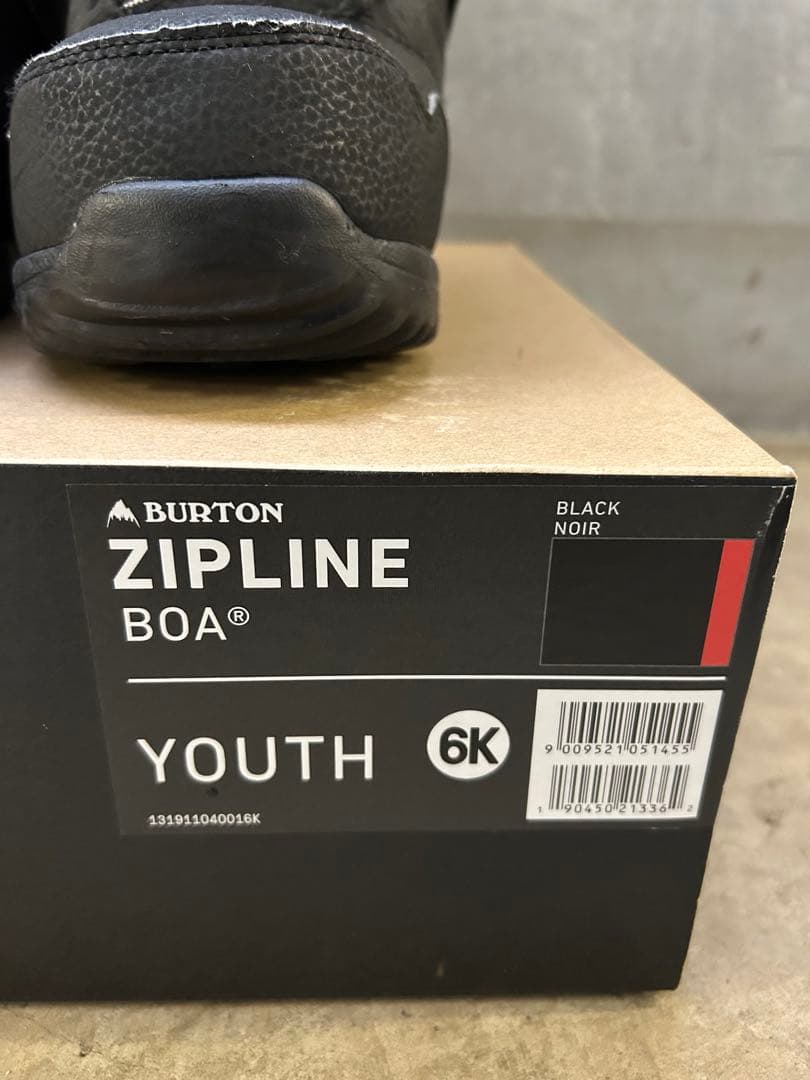 BURTON
ZIPLINE
BOA®
BLACK
NOIR
YOUTH
6K
131911040016K
9 009521 051455
1 90450 21336 2